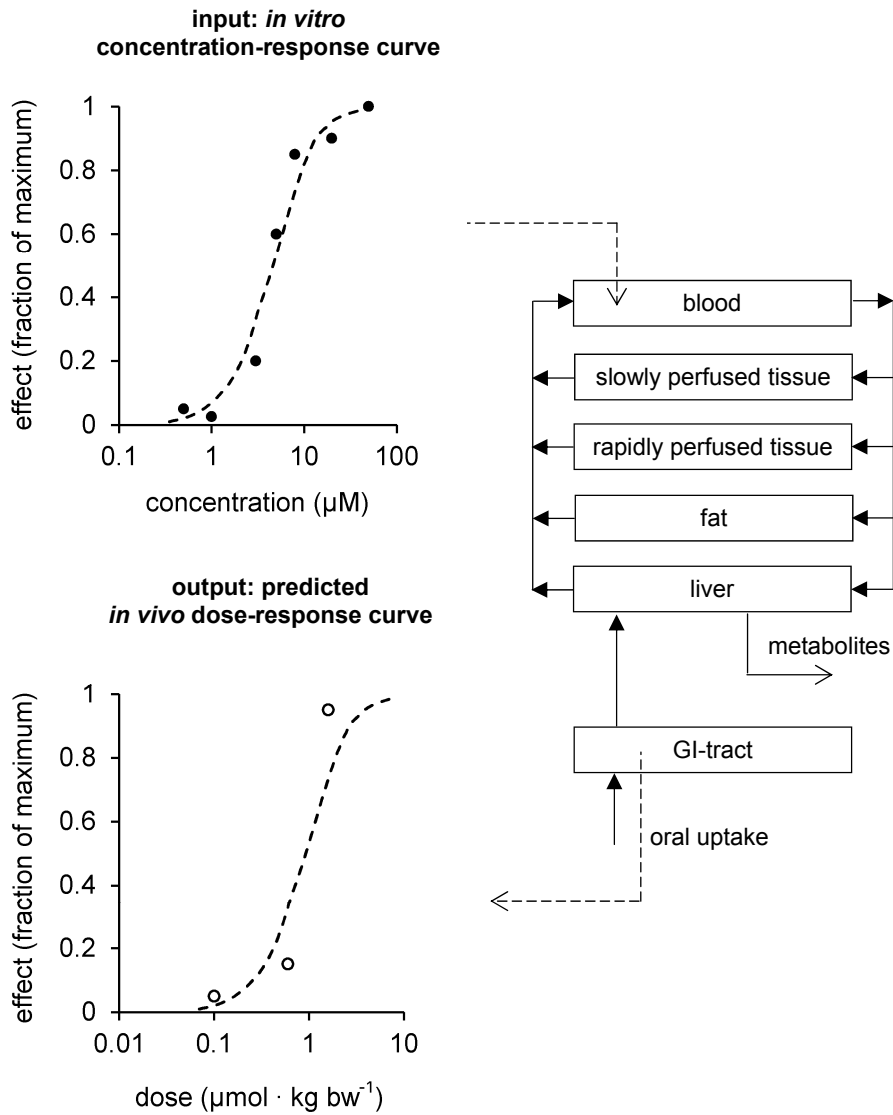 input: in vitro
concentration-response curve
effect (fraction of maximum)
1
0.8
0.6
0.4
0.2
0
0.1
1
10
100
concentration (µM)
output: predicted
in vivo dose-response curve
effect (fraction of maximum)
1
0.8
0.6
0.4
0.2
0
0.01
0.1
1
10
dose (µmol · kg bw⁻¹)
blood
slowly perfused tissue
rapidly perfused tissue
fat
liver
metabolites
GI-tract
oral uptake